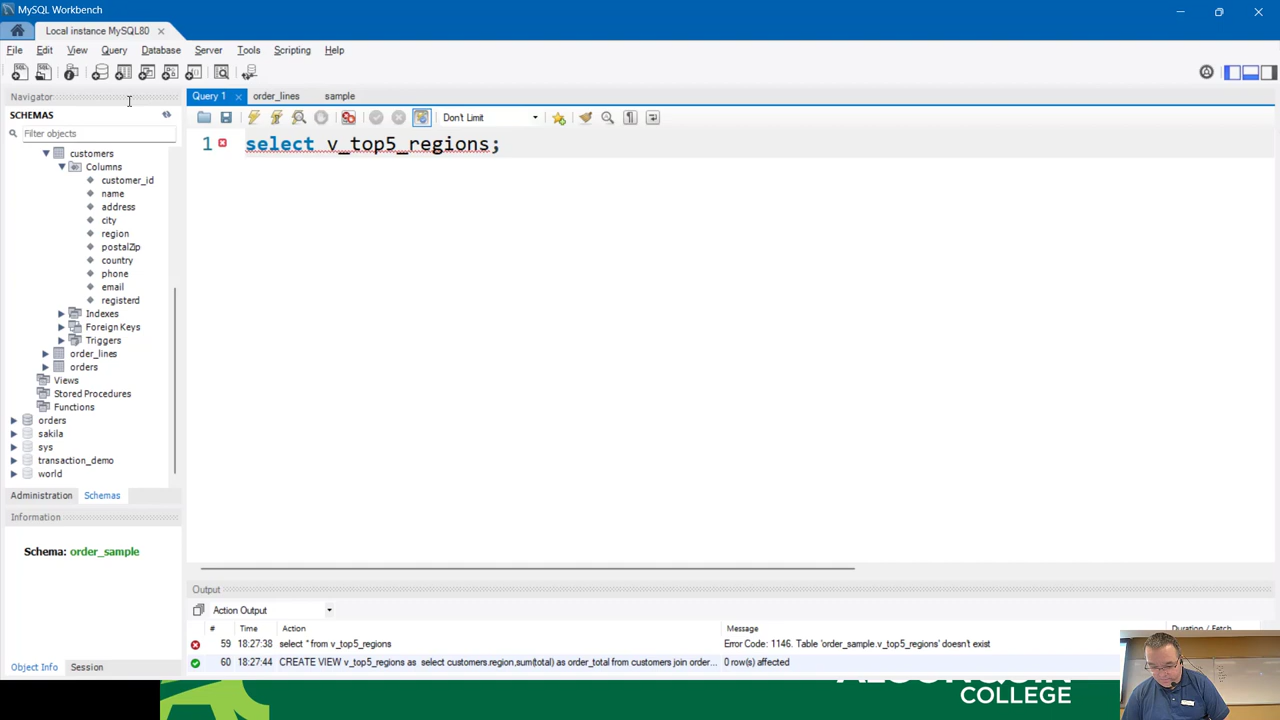 MySQL Workbench
Local instance MySQL80
File Edit View Query Database Server Tools Scripting Help
Navigator
Query 1 order_lines sample
SCHEMAS
Filter objects
Don't Limit
1 select v_top5_regions;
customers
Columns
customer_id
name
address
city
region
postalZip
country
phone
email
registerd
Indexes
Foreign Keys
Triggers
order_lines
orders
Views
Stored Procedures
Functions
orders
sakila
sys
transaction_demo
world
Administration Schemas
Information
Schema: order_sample
Object Info Session
Output
Action Output
# Time Action Message Duration / Fetch
59 18:27:38 select * from v_top5_regions Error Code: 1146. Table 'order_sample.v_top5_regions' doesn't exist
60 18:27:44 CREATE VIEW v_top5_regions as select customers.region,sum(total) as order_total from customers join order... 0 row(s) affected
ALGONQUIN
COLLEGE